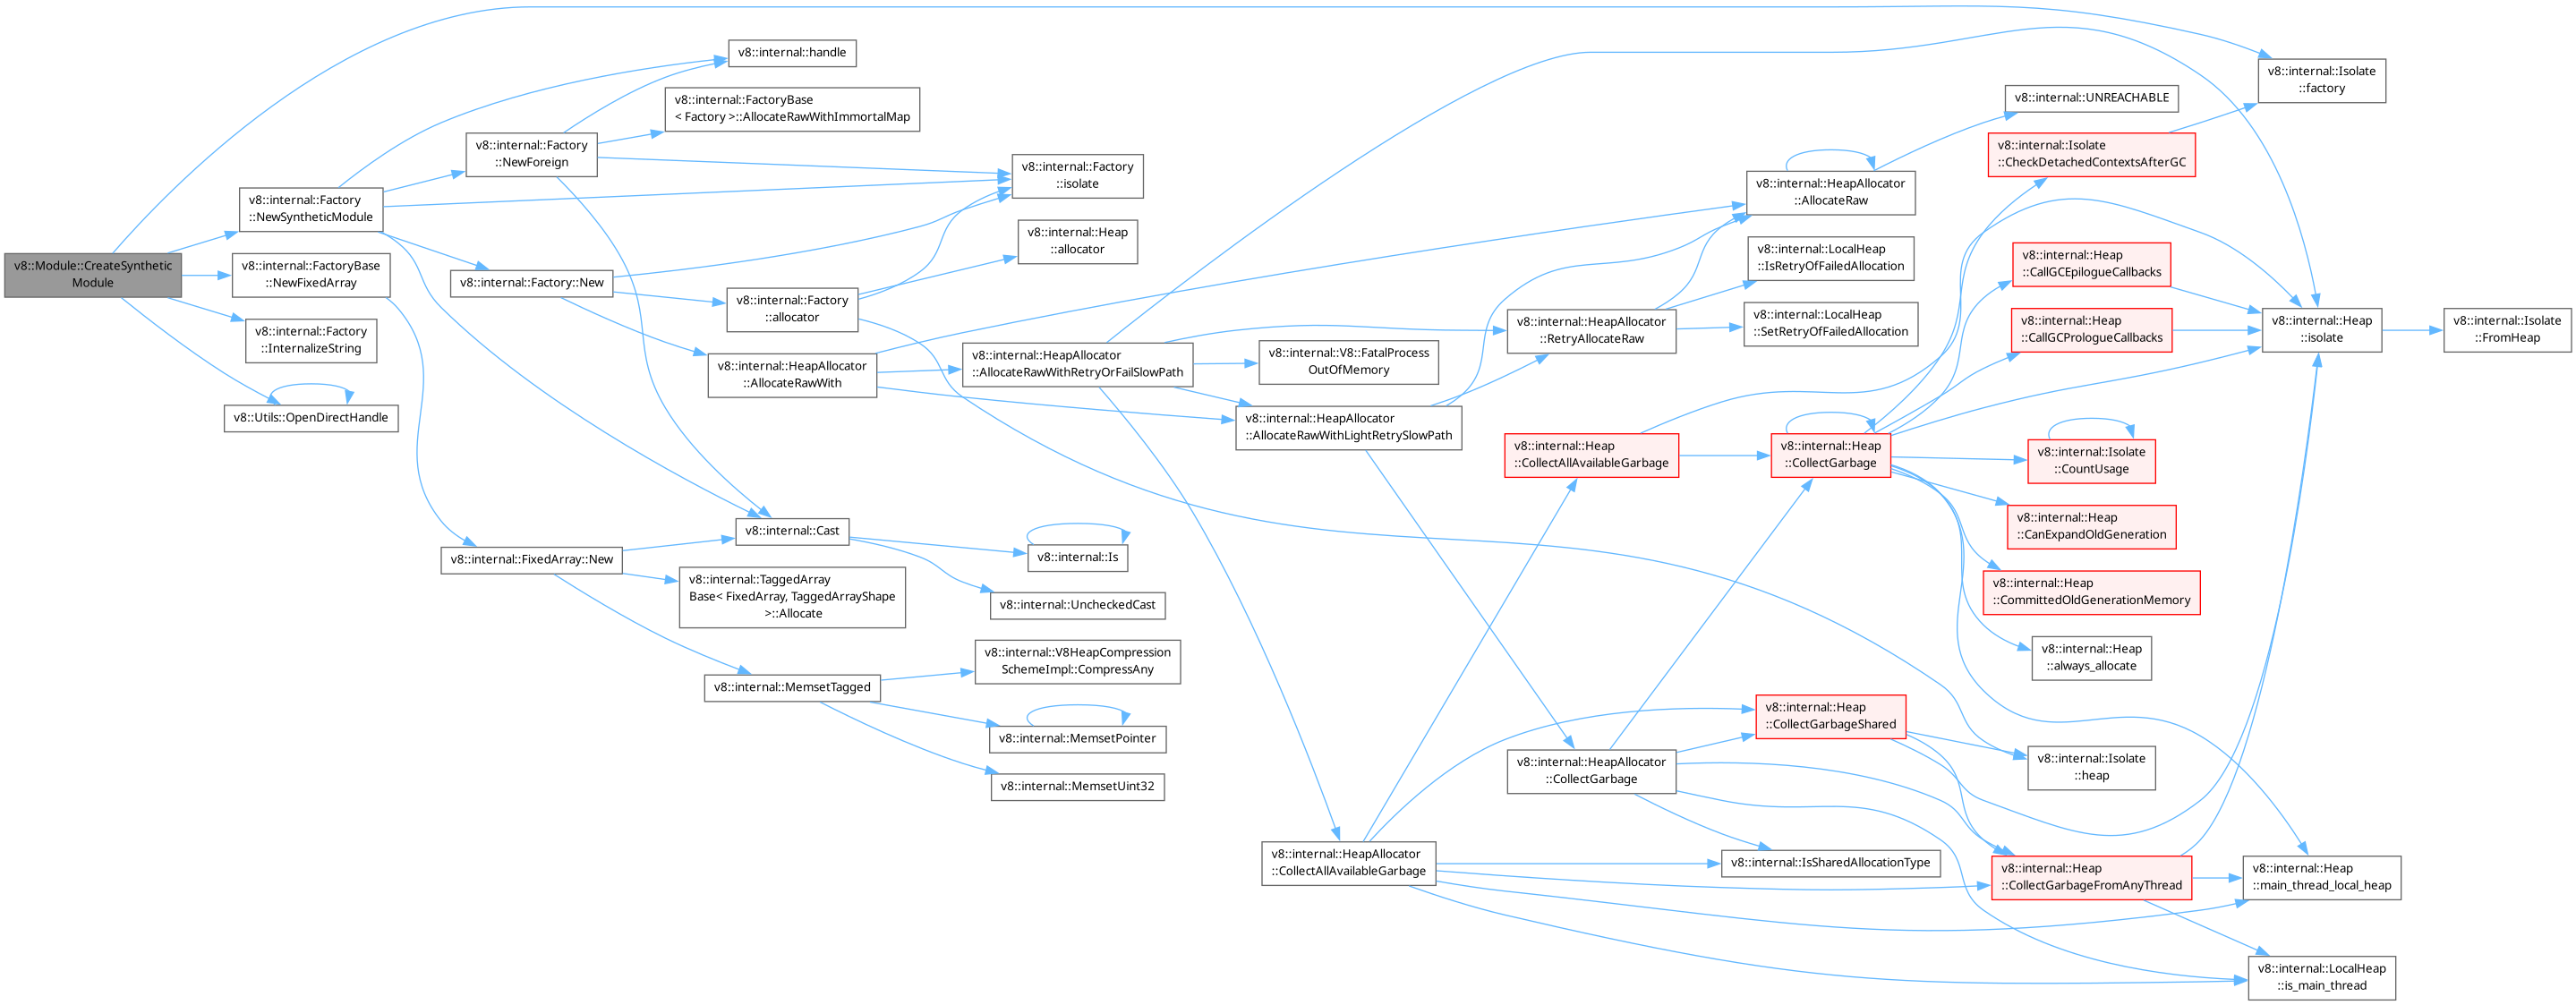 v8::Module::CreateSynthetic
Module
v8::internal::Factory
::NewSyntheticModule
v8::internal::FactoryBase
::NewFixedArray
v8::internal::Factory
::InternalizeString
v8::Utils::OpenDirectHandle
v8::internal::handle
v8::internal::FactoryBase
< Factory >::AllocateRawWithImmortalMap
v8::internal::Factory
::NewForeign
v8::internal::Factory
::isolate
v8::internal::Heap
::allocator
v8::internal::Factory::New
v8::internal::Factory
::allocator
v8::internal::HeapAllocator
::AllocateRawWith
v8::internal::HeapAllocator
::AllocateRawWithRetryOrFailSlowPath
v8::internal::V8::FatalProcess
OutOfMemory
v8::internal::HeapAllocator
::AllocateRawWithLightRetrySlowPath
v8::internal::FixedArray::New
v8::internal::Cast
v8::internal::Is
v8::internal::UncheckedCast
v8::internal::TaggedArray
Base< FixedArray, TaggedArrayShape
>::Allocate
v8::internal::V8HeapCompression
SchemeImpl::CompressAny
v8::internal::MemsetTagged
v8::internal::MemsetPointer
v8::internal::MemsetUint32
v8::internal::HeapAllocator
::CollectAllAvailableGarbage
v8::internal::HeapAllocator
::RetryAllocateRaw
v8::internal::Heap
::CollectAllAvailableGarbage
v8::internal::HeapAllocator
::CollectGarbage
v8::internal::HeapAllocator
::AllocateRaw
v8::internal::LocalHeap
::IsRetryOfFailedAllocation
v8::internal::LocalHeap
::SetRetryOfFailedAllocation
v8::internal::Heap
::CollectGarbage
v8::internal::Heap
::CollectGarbageShared
v8::internal::IsSharedAllocationType
v8::internal::UNREACHABLE
v8::internal::Isolate
::CheckDetachedContextsAfterGC
v8::internal::Heap
::CallGCEpilogueCallbacks
v8::internal::Heap
::CallGCPrologueCallbacks
v8::internal::Isolate
::CountUsage
v8::internal::Heap
::CanExpandOldGeneration
v8::internal::Heap
::CommittedOldGenerationMemory
v8::internal::Heap
::always_allocate
v8::internal::Isolate
::heap
v8::internal::Heap
::CollectGarbageFromAnyThread
v8::internal::Isolate
::factory
v8::internal::Heap
::isolate
v8::internal::Isolate
::FromHeap
v8::internal::Heap
::main_thread_local_heap
v8::internal::LocalHeap
::is_main_thread